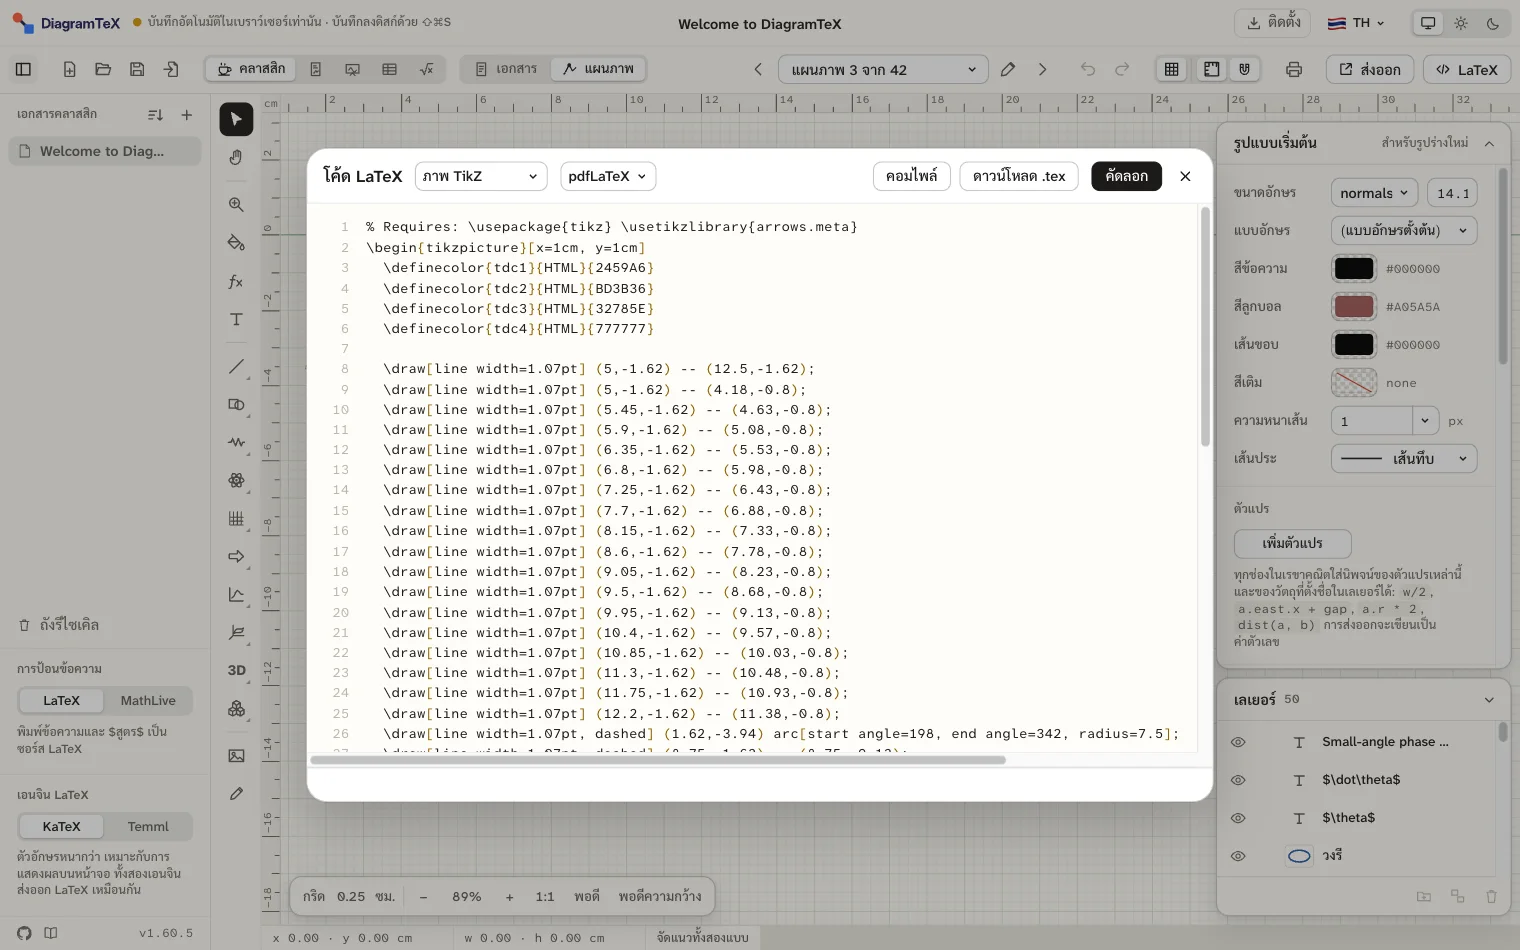 DiagramTeX
บันทึกอัตโนมัติในเบราว์เซอร์เท่านั้น · บันทึกลงดิสก์ด้วย ⇧⌘S
Welcome to DiagramTeX
ติดตั้ง
TH
คลาสสิก
เอกสาร
แผนภาพ
แผนภาพ 3 จาก 42
ส่งออก
LaTeX
เอกสารคลาสสิก
Welcome to Diag...
ถังรีไซเคิล
การป้อนข้อความ
LaTeX
MathLive
พิมพ์ข้อความและ $สูตร$ เป็น
ซอร์ส LaTeX
เอนจิน LaTeX
KaTeX
Temml
ตัวอักษรหนากว่า เหมาะกับการ
แสดงผลบนหน้าจอ ทั้งสองเอนจิน
ส่งออก LaTeX เหมือนกัน
v1.60.5
3D
cm
2 4 6 8 10 12 14 16 18 20 22 24 26 28 30 32
-2
0
-2
-4
-6
-8
-10
-12
-14
-16
-18
โค้ด LaTeX
ภาพ TikZ
pdfLaTeX
คอมไพล์
ดาวน์โหลด .tex
คัดลอก
1 % Requires: \usepackage{tikz} \usetikzlibrary{arrows.meta}
2 \begin{tikzpicture}[x=1cm, y=1cm]
3 \definecolor{tdc1}{HTML}{2459A6}
4 \definecolor{tdc2}{HTML}{BD3B36}
5 \definecolor{tdc3}{HTML}{32785E}
6 \definecolor{tdc4}{HTML}{777777}
7
8 \draw[line width=1.07pt] (5,-1.62) -- (12.5,-1.62);
9 \draw[line width=1.07pt] (5,-1.62) -- (4.18,-0.8);
10 \draw[line width=1.07pt] (5.45,-1.62) -- (4.63,-0.8);
11 \draw[line width=1.07pt] (5.9,-1.62) -- (5.08,-0.8);
12 \draw[line width=1.07pt] (6.35,-1.62) -- (5.53,-0.8);
13 \draw[line width=1.07pt] (6.8,-1.62) -- (5.98,-0.8);
14 \draw[line width=1.07pt] (7.25,-1.62) -- (6.43,-0.8);
15 \draw[line width=1.07pt] (7.7,-1.62) -- (6.88,-0.8);
16 \draw[line width=1.07pt] (8.15,-1.62) -- (7.33,-0.8);
17 \draw[line width=1.07pt] (8.6,-1.62) -- (7.78,-0.8);
18 \draw[line width=1.07pt] (9.05,-1.62) -- (8.23,-0.8);
19 \draw[line width=1.07pt] (9.5,-1.62) -- (8.68,-0.8);
20 \draw[line width=1.07pt] (9.95,-1.62) -- (9.13,-0.8);
21 \draw[line width=1.07pt] (10.4,-1.62) -- (9.57,-0.8);
22 \draw[line width=1.07pt] (10.85,-1.62) -- (10.03,-0.8);
23 \draw[line width=1.07pt] (11.3,-1.62) -- (10.48,-0.8);
24 \draw[line width=1.07pt] (11.75,-1.62) -- (10.93,-0.8);
25 \draw[line width=1.07pt] (12.2,-1.62) -- (11.38,-0.8);
26 \draw[line width=1.07pt, dashed] (1.62,-3.94) arc[start angle=198, end angle=342, radius=7.5];
รูปแบบเริ่มต้น
สำหรับรูปร่างใหม่
ขนาดอักษร
normals
14.1
แบบอักษร
(แบบอักษรตั้งต้น)
สีข้อความ
#000000
สีลูกบอล
#A05A5A
เส้นขอบ
#000000
สีเติม
none
ความหนาเส้น
1
px
เส้นประ
เส้นทึบ
ตัวแปร
เพิ่มตัวแปร
ทุกช่องในเรขาคณิตใส่นิพจน์ของตัวแปรเหล่านี้
และของวัตถุที่ตั้งชื่อในเลเยอร์ได้: w/2,
a.east.x + gap, a.r * 2,
dist(a, b) การส่งออกจะเขียนเป็น
ค่าตัวเลข
เลเยอร์ 50
Small-angle phase ...
$\dot\theta$
$\theta$
วงรี
กริด 0.25 ซม.
− 89% +
1:1
พอดี
พอดีความกว้าง
x 0.00 · y 0.00 cm
w 0.00 · h 0.00 cm
จัดแนวทั้งสองแบบ